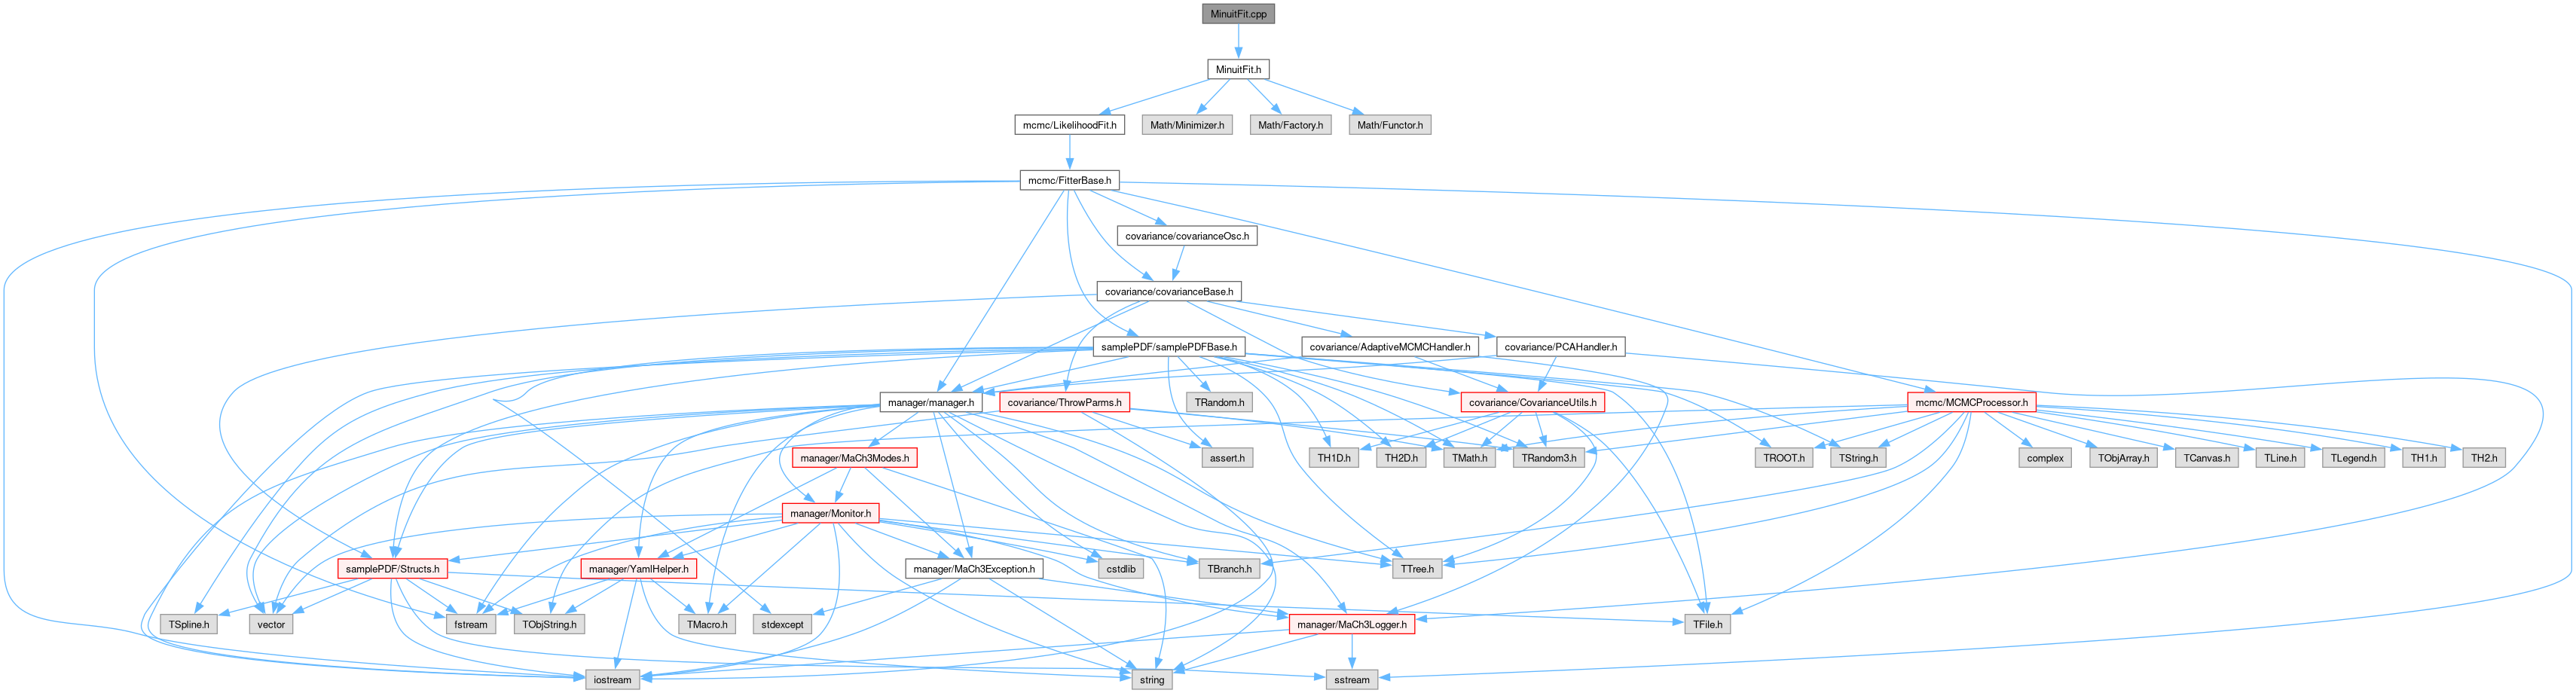 MinuitFit.cpp
MinuitFit.h
mcmc/LikelihoodFit.h
Math/Minimizer.h
Math/Factory.h
Math/Functor.h
mcmc/FitterBase.h
covariance/covarianceOsc.h
covariance/covarianceBase.h
samplePDF/samplePDFBase.h
covariance/AdaptiveMCMCHandler.h
covariance/PCAHandler.h
manager/manager.h
covariance/ThrowParms.h
TRandom.h
covariance/CovarianceUtils.h
mcmc/MCMCProcessor.h
manager/MaCh3Modes.h
assert.h
TH1D.h
TH2D.h
TMath.h
TRandom3.h
TROOT.h
TString.h
complex
TObjArray.h
TCanvas.h
TLine.h
TLegend.h
TH1.h
TH2.h
manager/Monitor.h
samplePDF/Structs.h
manager/YamlHelper.h
manager/MaCh3Exception.h
cstdlib
TBranch.h
TTree.h
TSpline.h
vector
fstream
TObjString.h
TMacro.h
stdexcept
manager/MaCh3Logger.h
TFile.h
iostream
string
sstream